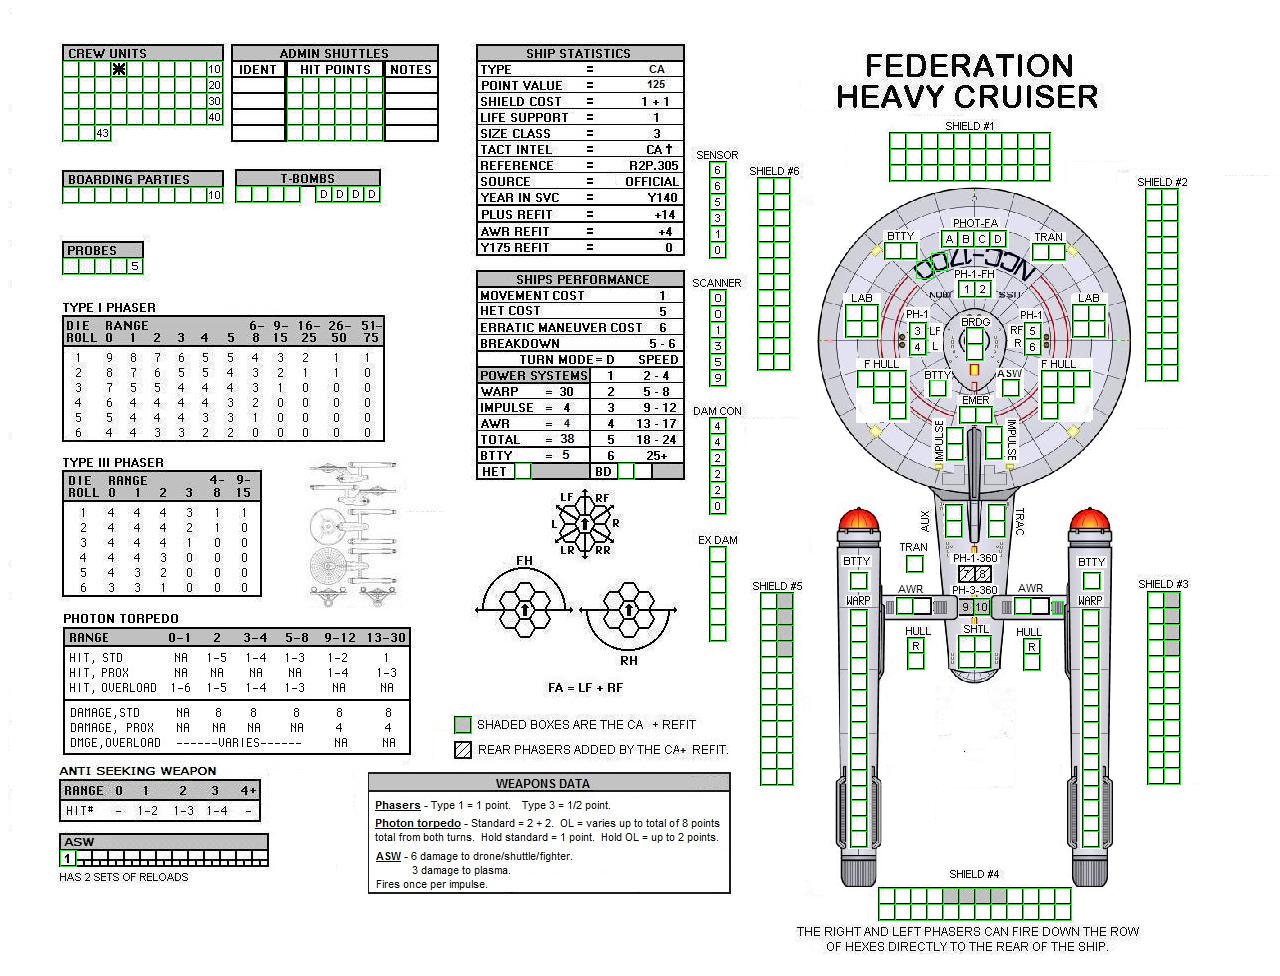 FEDERATION
HEAVY CRUISER
CREW UNITS
10
20
30
40
43
ADMIN SHUTTLES
IDENT HIT POINTS NOTES
BOARDING PARTIES
10
T-BOMBS
D D D D
PROBES
5
TYPE I PHASER
DIE RANGE 6- 9- 16- 26- 51-
ROLL 0 1 2 3 4 5 8 15 25 50 75
1 9 8 7 6 5 5 4 3 2 1 1
2 8 7 6 5 5 4 3 2 1 1 0
3 7 5 5 4 4 4 3 1 0 0 0
4 6 4 4 4 4 3 2 0 0 0 0
5 5 4 4 4 3 3 1 0 0 0 0
6 4 4 3 3 2 2 0 0 0 0 0
TYPE III PHASER
DIE RANGE 4- 9-
ROLL 0 1 2 3 8 15
1 4 4 4 3 1 1
2 4 4 4 2 1 0
3 4 4 4 1 0 0
4 4 4 3 0 0 0
5 4 3 2 0 0 0
6 3 3 1 0 0 0
PHOTON TORPEDO
RANGE 0-1 2 3-4 5-8 9-12 13-30
HIT, STD NA 1-5 1-4 1-3 1-2 1
HIT, PROX NA NA NA NA 1-4 1-3
HIT, OVERLOAD 1-6 1-5 1-4 1-3 NA NA
DAMAGE,STD NA 8 8 8 8 8
DAMAGE, PROX NA NA NA NA 4 4
DMGE,OVERLOAD ------VARIES------ NA NA
ANTI SEEKING WEAPON
RANGE 0 1 2 3 4+
HIT# - 1-2 1-3 1-4 -
ASW
1
HAS 2 SETS OF RELOADS
SHIP STATISTICS
TYPE = CA
POINT VALUE = 125
SHIELD COST = 1 + 1
LIFE SUPPORT = 1
SIZE CLASS = 3
TACT INTEL = CA †
REFERENCE = R2P.305
SOURCE = OFFICIAL
YEAR IN SVC = Y140
PLUS REFIT = +14
AWR REFIT = +4
Y175 REFIT = 0
SHIPS PERFORMANCE
MOVEMENT COST 1
HET COST 5
ERRATIC MANEUVER COST 6
BREAKDOWN 5 - 6
TURN MODE = D SPEED
POWER SYSTEMS 1 2 - 4
WARP = 30 2 5 - 8
IMPULSE = 4 3 9 - 12
AWR = 4 4 13 - 17
TOTAL = 38 5 18 - 24
BTTY = 5 6 25+
HET BD
LF RF
L R
LR RR
FH
RH
FA = LF + RF
SHADED BOXES ARE THE CA + REFIT
REAR PHASERS ADDED BY THE CA+ REFIT.
WEAPONS DATA
Phasers - Type 1 = 1 point. Type 3 = 1/2 point.
Photon torpedo - Standard = 2 + 2. OL = varies up to total of 8 points
total from both turns. Hold standard = 1 point. Hold OL = up to 2 points.
ASW - 6 damage to drone/shuttle/fighter.
3 damage to plasma.
Fires once per impulse.
SENSOR
6
6
5
3
1
0
SCANNER
0
0
1
3
5
9
DAM CON
4
4
2
2
2
0
EX DAM
SHIELD #1
SHIELD #6
SHIELD #2
PHOT-FA
A B C D
BTTY
TRAN
NCC-1700
PH-1-FH
1 2
USS
LAB
LAB
PH-1
3 LF
4 L
BRDG
PH-1
RF 5
R 6
F HULL
BTTY
ASW
F HULL
EMER
IMPULSE
IMPULSE
AUX
TRAC
TRAN
PH-1-360
7 8
BTTY
BTTY
PH-3-360
9 10
AWR
AWR
WARP
WARP
HULL
R
SHTL
HULL
R
SHIELD #5
SHIELD #3
SHIELD #4
THE RIGHT AND LEFT PHASERS CAN FIRE DOWN THE ROW
OF HEXES DIRECTLY TO THE REAR OF THE SHIP.